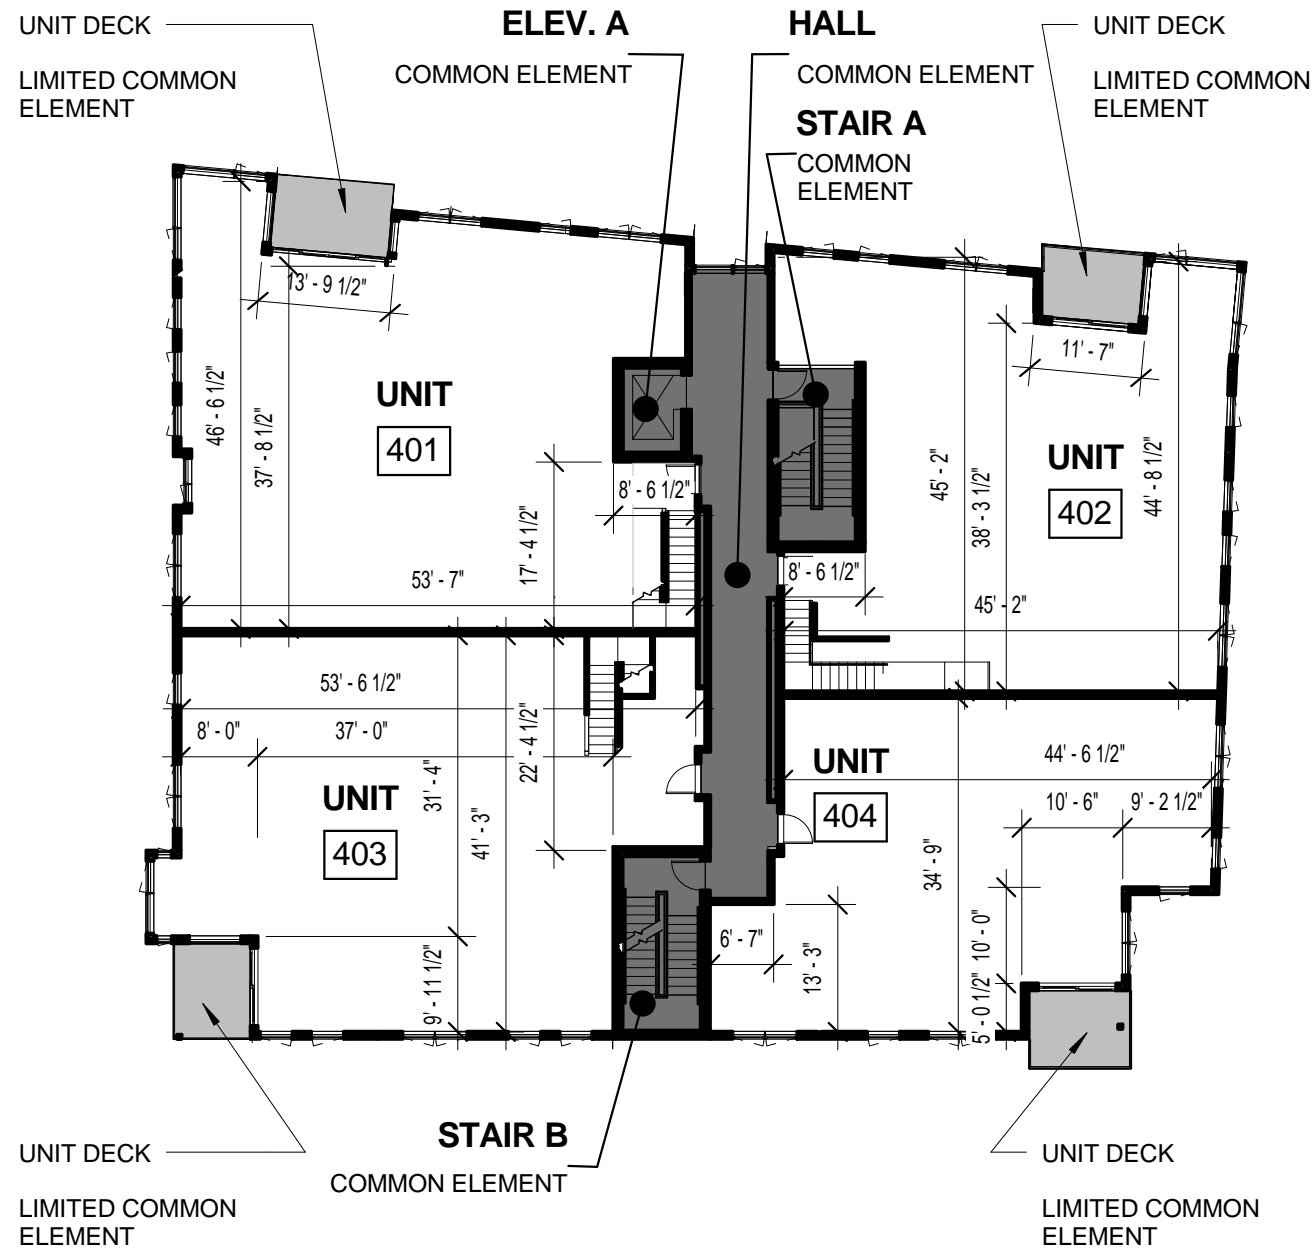 UNIT DECK
LIMITED COMMON
ELEMENT
ELEV. A
COMMON ELEMENT
HALL
COMMON ELEMENT
STAIR A
COMMON
ELEMENT
UNIT DECK
LIMITED COMMON
ELEMENT
13' - 9 1/2"
46' - 6 1/2"
37' - 8 1/2"
UNIT
401
8' - 6 1/2"
17' - 4 1/2"
53' - 7"
11' - 7"
45' - 2"
38' - 3 1/2"
44' - 8 1/2"
UNIT
402
8' - 6 1/2"
45' - 2"
53' - 6 1/2"
8' - 0"
37' - 0"
31' - 4"
41' - 3"
22' - 4 1/2"
UNIT
403
9' - 11 1/2"
UNIT
404
44' - 6 1/2"
10' - 6"
9' - 2 1/2"
34' - 9"
6' - 7"
13' - 3"
10' - 0"
5' - 0 1/2"
UNIT DECK
LIMITED COMMON
ELEMENT
STAIR B
COMMON ELEMENT
UNIT DECK
LIMITED COMMON
ELEMENT